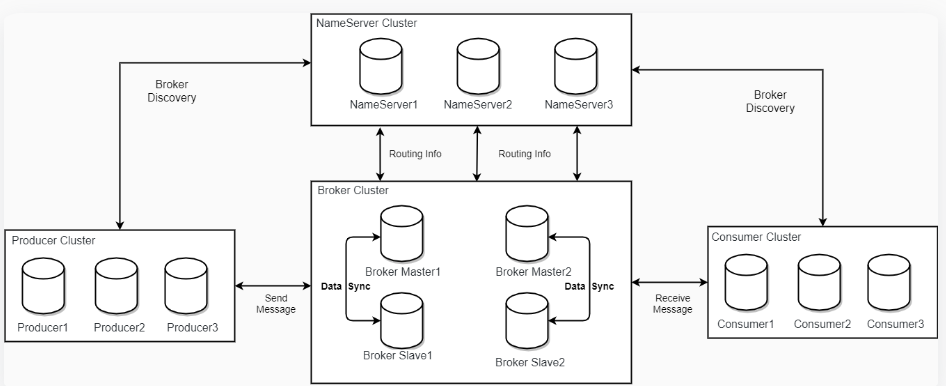 NameServer Cluster
NameServer1
NameServer2
NameServer3
Broker
Discovery
Broker
Discovery
Routing Info
Routing Info
Broker Cluster
Broker Master1
Broker Master2
Data Sync
Data Sync
Broker Slave1
Broker Slave2
Producer Cluster
Producer1
Producer2
Producer3
Send
Message
Receive
Message
Consumer Cluster
Consumer1
Consumer2
Consumer3